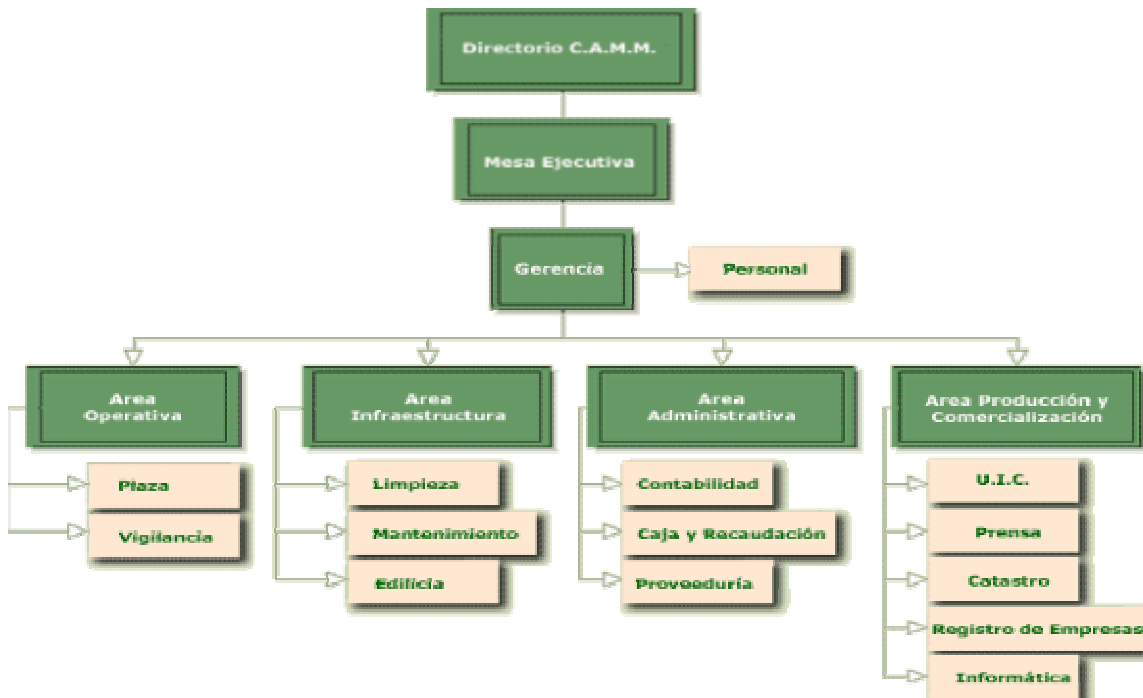 Directorio C.A.M.M.
Mesa Ejecutiva
Gerencia
Personal
Area
Operativa
Area
Infraestructura
Area
Administrativa
Area Producción y
Comercialización
Plaza
Vigilancia
Limpieza
Mantenimiento
Edilicia
Contabilidad
Caja y Recaudación
Proveeduría
U.I.C.
Prensa
Catastro
Registro de Empresas
Informática